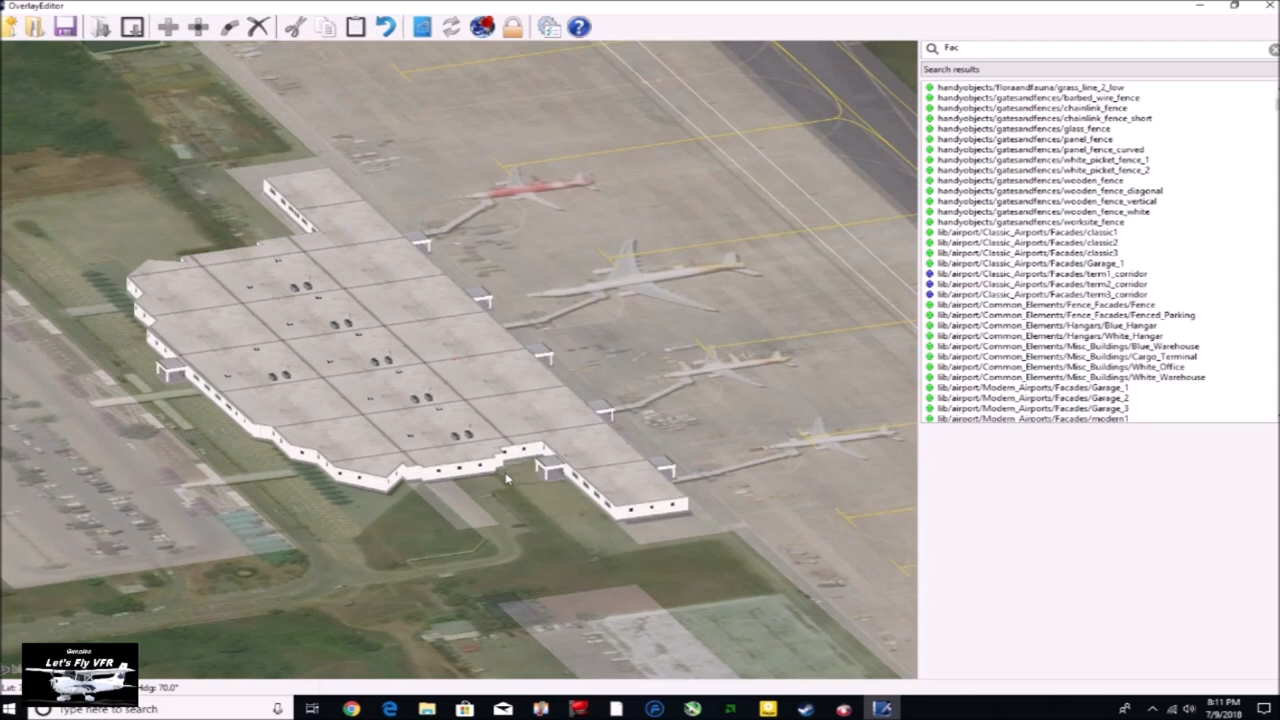 OverlayEditor
Fac
Search results
handyobjects/floraandfauna/grass_line_2_low
handyobjects/gatesandfences/barbed_wire_fence
handyobjects/gatesandfences/chainlink_fence
handyobjects/gatesandfences/chainlink_fence_short
handyobjects/gatesandfences/glass_fence
handyobjects/gatesandfences/panel_fence
handyobjects/gatesandfences/panel_fence_curved
handyobjects/gatesandfences/white_picket_fence_1
handyobjects/gatesandfences/white_picket_fence_2
handyobjects/gatesandfences/wooden_fence
handyobjects/gatesandfences/wooden_fence_diagonal
handyobjects/gatesandfences/wooden_fence_vertical
handyobjects/gatesandfences/wooden_fence_white
handyobjects/gatesandfences/worksite_fence
lib/airport/Classic_Airports/Facades/classic1
lib/airport/Classic_Airports/Facades/classic2
lib/airport/Classic_Airports/Facades/classic3
lib/airport/Classic_Airports/Facades/Garage_1
lib/airport/Classic_Airports/Facades/term1_corridor
lib/airport/Classic_Airports/Facades/term2_corridor
lib/airport/Classic_Airports/Facades/term3_corridor
lib/airport/Common_Elements/Fence_Facades/Fence
lib/airport/Common_Elements/Fence_Facades/Fenced_Parking
lib/airport/Common_Elements/Hangars/Blue_Hangar
lib/airport/Common_Elements/Hangars/White_Hangar
lib/airport/Common_Elements/Misc_Buildings/Blue_Warehouse
lib/airport/Common_Elements/Misc_Buildings/Cargo_Terminal
lib/airport/Common_Elements/Misc_Buildings/White_Office
lib/airport/Common_Elements/Misc_Buildings/White_Warehouse
lib/airport/Modern_Airports/Facades/Garage_1
lib/airport/Modern_Airports/Facades/Garage_2
lib/airport/Modern_Airports/Facades/Garage_3
lib/airport/Modern_Airports/Facades/modern1
Let's Fly VFR
Lat: Hdg: 70.0°
Type here to search
8:11 PM
7/9/2018